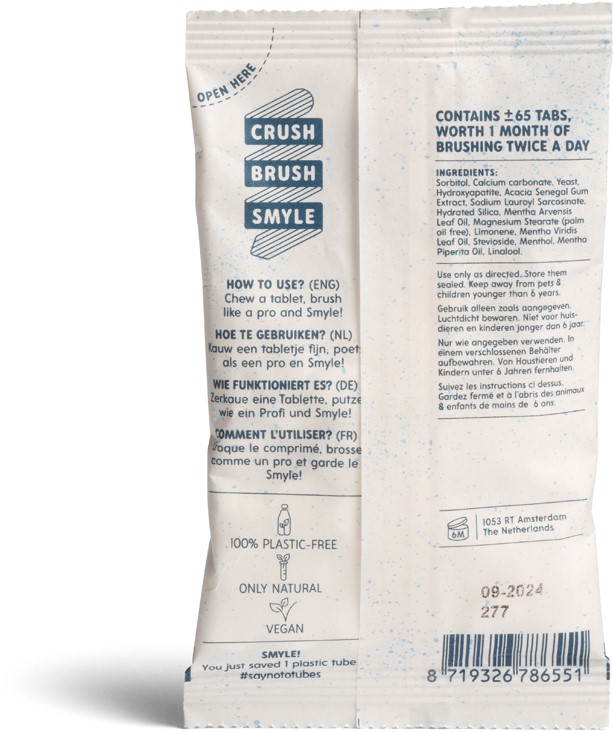 OPEN HERE
CRUSH
BRUSH
SMYLE
HOW TO USE? (ENG)
Chew a tablet, brush
like a pro and Smyle!
HOE TE GEBRUIKEN? (NL)
Kauw een tabletje fijn, poet
als een pro en Smyle!
WIE FUNKTIONIERT ES? (DE)
Zerkaue eine Tablette, putze
wie ein Profi und Smyle!
COMMENT L'UTILISER? (FR)
Croque le comprimé, brosse
comme un pro et garde le
Smyle!
100% PLASTIC-FREE
ONLY NATURAL
VEGAN
SMYLE!
You just saved 1 plastic tube
#saynototubes
CONTAINS ±65 TABS,
WORTH 1 MONTH OF
BRUSHING TWICE A DAY
INGREDIENTS:
Sorbitol, Calcium carbonate, Yeast,
Hydroxyapatite, Acacia Senegal Gum
Extract, Sodium Lauroyl Sarcosinate,
Hydrated Silica, Mentha Arvensis
Leaf Oil, Magnesium Stearate (palm
oil free), Limonene, Mentha Viridis
Leaf Oil, Stevioside, Menthol, Mentha
Piperita Oil, Linalool.
Use only as directed. Store them
sealed. Keep away from pets &
children younger than 6 years.
Gebruik alleen zoals aangegeven.
Luchtdicht bewaren. Niet voor huis-
dieren en kinderen jonger dan 6 jaar.
Nur wie angegeben verwenden. In
einem verschlossenen Behälter
aufbewahren. Von Haustieren und
Kindern unter 6 Jahren fernhalten.
Suivez les instructions ci dessus.
Gardez fermé et à l'abris des animaux
& enfants de moins de 6 ans.
6M
1053 RT Amsterdam
The Netherlands
09-2024
277
8 719326 786551